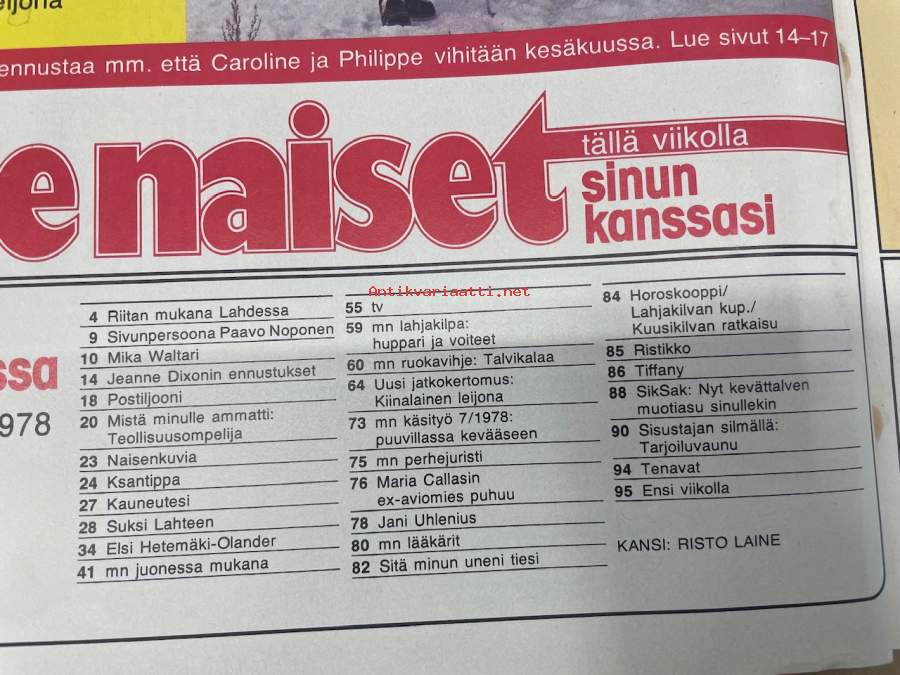 eijona
ennustaa mm. että Caroline ja Philippe vihitään kesäkuussa. Lue sivut 14–17
e naiset
tällä viikolla
sinun
kanssasi
ssa
978
4 Riitan mukana Lahdessa
9 Sivunpersoona Paavo Noponen
10 Mika Waltari
14 Jeanne Dixonin ennustukset
18 Postiljooni
20 Mistä minulle ammatti:
Teollisuusompelija
23 Naisenkuvia
24 Ksantippa
27 Kauneutesi
28 Suksi Lahteen
34 Elsi Hetemäki-Olander
41 mn juonessa mukana
Antikvariaatti.net
55 tv
59 mn lahjakilpa:
huppari ja voiteet
60 mn ruokavihje: Talvikalaa
64 Uusi jatkokertomus:
Kiinalainen leijona
73 mn käsityö 7/1978:
puuvillassa kevääseen
75 mn perhejuristi
76 Maria Callasin
ex-aviomies puhuu
78 Jani Uhlenius
80 mn lääkärit
82 Sitä minun uneni tiesi
84 Horoskooppi/
Lahjakilvan kup./
Kuusikilvan ratkaisu
85 Ristikko
86 Tiffany
88 SikSak: Nyt kevättalven
muotiasu sinullekin
90 Sisustajan silmällä:
Tarjoiluvaunu
94 Tenavat
95 Ensi viikolla
KANSI: RISTO LAINE